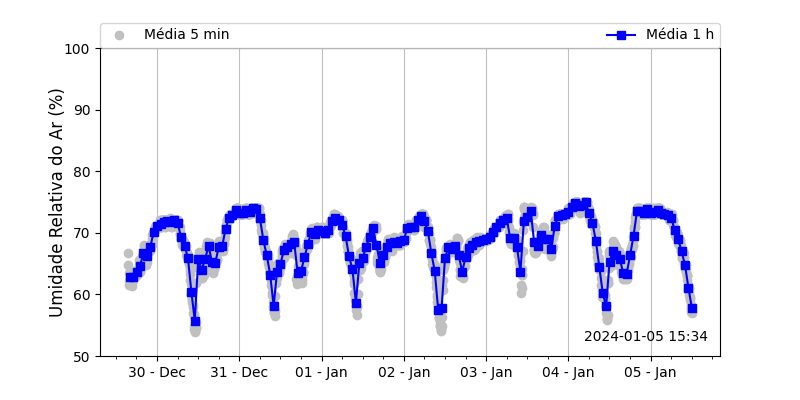 Média 5 min
Média 1 h
Umidade Relativa do Ar (%)
100
90
80
70
60
50
2024-01-05 15:34
30 - Dec
31 - Dec
01 - Jan
02 - Jan
03 - Jan
04 - Jan
05 - Jan